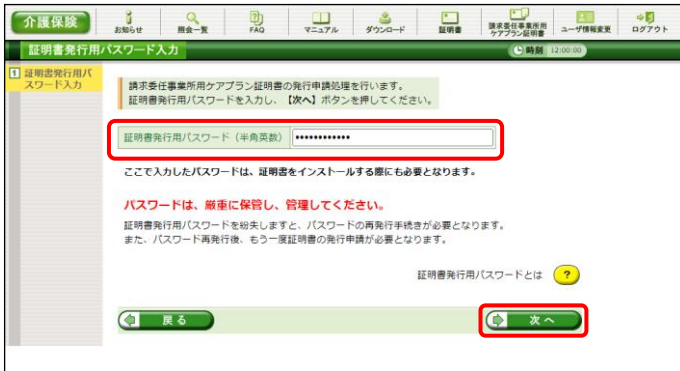 介護保険
お知らせ
照会一覧
FAQ
マニュアル
ダウンロード
証明書
請求委任事業所用
ケアプラン証明書
ユーザ情報変更
ログアウト
証明書発行用パスワード入力
時刻 12:00:00
1 証明書発行用パ
スワード入力
請求委任事業所用ケアプラン証明書の発行申請処理を行います。
証明書発行用パスワードを入力し、【次へ】ボタンを押してください。
証明書発行用パスワード（半角英数） ••••••••••••
ここで入力したパスワードは、証明書をインストールする際にも必要となります。
パスワードは、厳重に保管し、管理してください。
証明書発行用パスワードを紛失しますと、パスワードの再発行手続きが必要となります。
また、パスワード再発行後、もう一度証明書の発行申請が必要となります。
証明書発行用パスワードとは ?
戻る
次へ